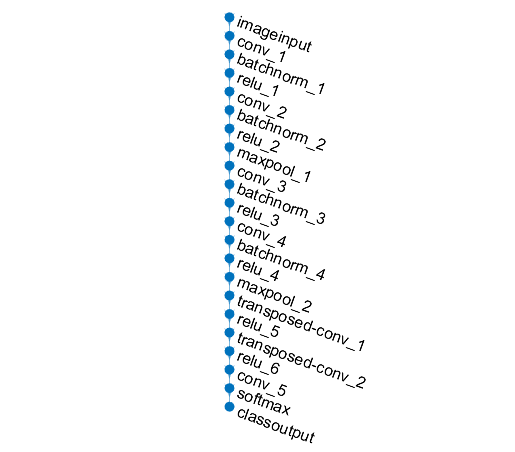 imageinput
conv_1
batchnorm_1
relu_1
conv_2
batchnorm_2
relu_2
maxpool_1
conv_3
batchnorm_3
relu_3
conv_4
batchnorm_4
relu_4
maxpool_2
transposed-conv_1
relu_5
transposed-conv_2
relu_6
conv_5
softmax
classoutput